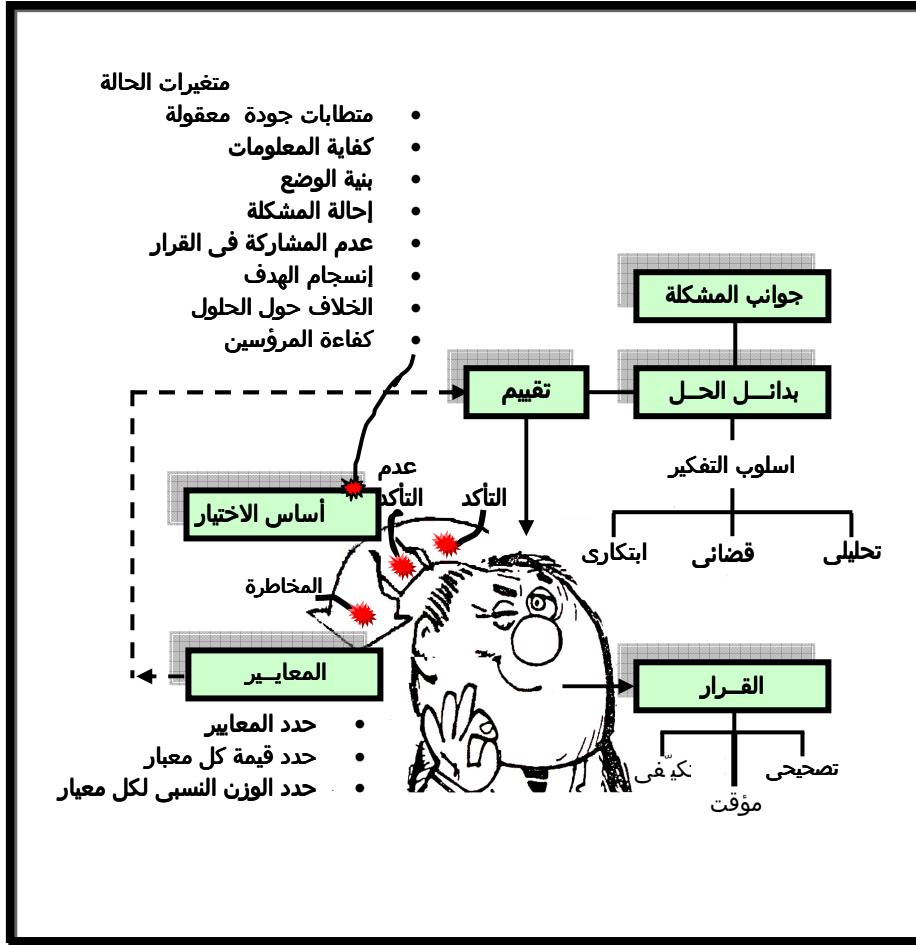 متغيرات الحالة
• متطابات جودة معقولة
• كفاية المعلومات
• بنية الوضع
• إحالة المشكلة
• عدم المشاركة فى القرار
• إنسجام الهدف
• الخلاف حول الحلول
• كفاءة المرؤسين
جوانب المشكلة
بدائــل الحــل
تقييم
اسلوب التفكير
تحليلى
قضائى
ابتكارى
أساس الاختيار
عدم
التأكد
التأكد
المخاطرة
المعايــير
• حدد المعايير
• حدد قيمة كل معبار
• حدد الوزن النسبى لكل معيار
القــرار
تصحيحى
مؤقت
تكيّفى